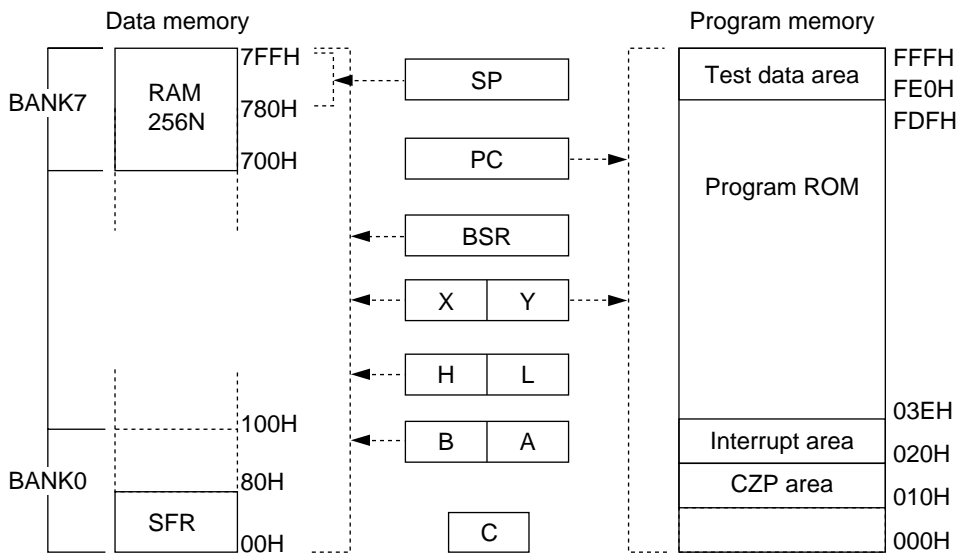 Data memory
Program memory
BANK7
RAM
256N
7FFH
780H
700H
100H
BANK0
80H
SFR
00H
SP
PC
BSR
X Y
H L
B A
C
Test data area
FFFH
FE0H
FDFH
Program ROM
03EH
Interrupt area
020H
CZP area
010H
000H